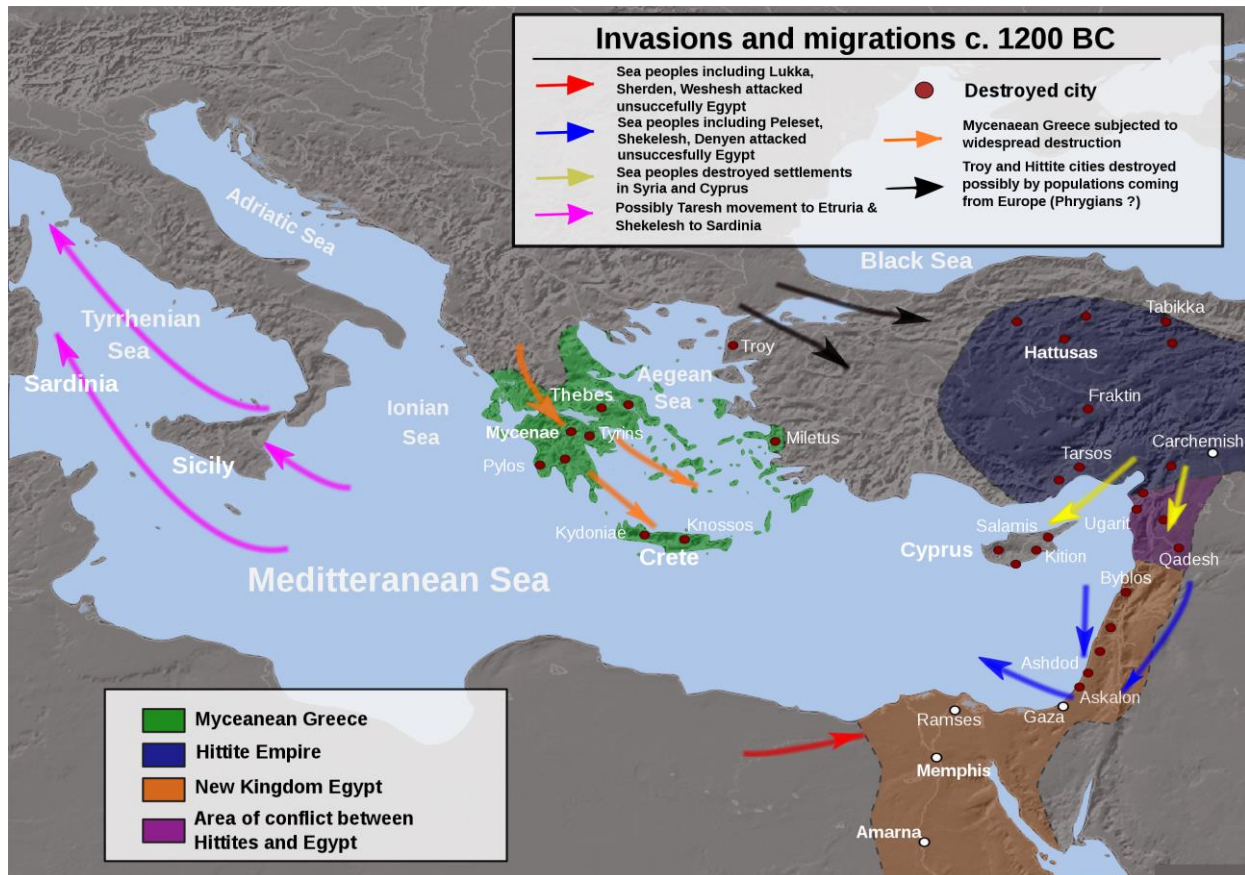 Invasions and migrations c. 1200 BC
Sea peoples including Lukka,
Sherden, Weshesh attacked
unsuccefully Egypt
Sea peoples including Peleset,
Shekelesh, Denyen attacked
unsuccesfully Egypt
Sea peoples destroyed settlements
in Syria and Cyprus
Possibly Taresh movement to Etruria &
Shekelesh to Sardinia
Destroyed city
Mycenaean Greece subjected to
widespread destruction
Troy and Hittite cities destroyed
possibly by populations coming
from Europe (Phrygians ?)
Adriatic Sea
Black Sea
Tyrrhenian
Sea
Sardinia
Ionian
Sea
Sicily
Aegean
Sea
Troy
Tabikka
Hattusas
Thebes
Fraktin
Mycenae
Tyrins
Miletus
Carchemish
Pylos
Tarsos
Kydoniae
Knossos
Crete
Salamis
Ugarit
Cyprus
Kition
Qadesh
Meditteranean Sea
Byblos
Ashdod
Askalon
Ramses
Gaza
Memphis
Amarna
Myceanean Greece
Hittite Empire
New Kingdom Egypt
Area of conflict between
Hittites and Egypt